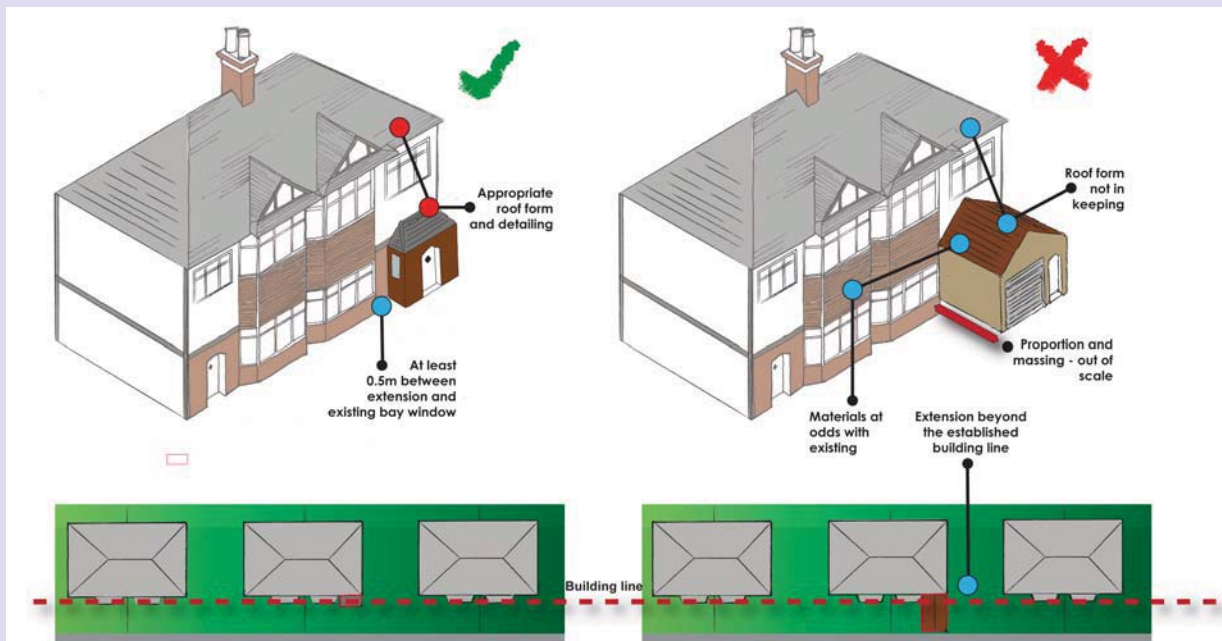 Appropriate
roof form
and detailing
At least
0.5m between
extension and
existing bay window
Roof form
not in
keeping
Proportion and
massing - out of
scale
Materials at
odds with
existing
Extension beyond
the established
building line
Building line